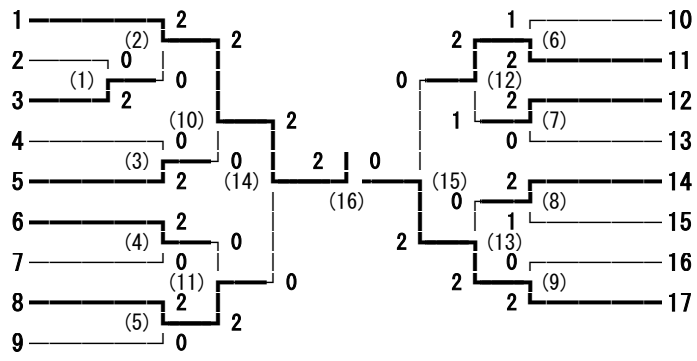 1 2 1 10
(2) 2 2 (6)
2 0 2 11
(1) 0 0 (12)
3 2 2 12
(10) 2 1 (7)
4 0 0 13
(3) 0 2 0 (15)
5 2 (14) (16) 0 2 14
(8)
6 2 1 15
(4) 0 2 (13)
7 0 0 16
(11) 0 2 (9)
8 2 2 17
(5) 2
9 0